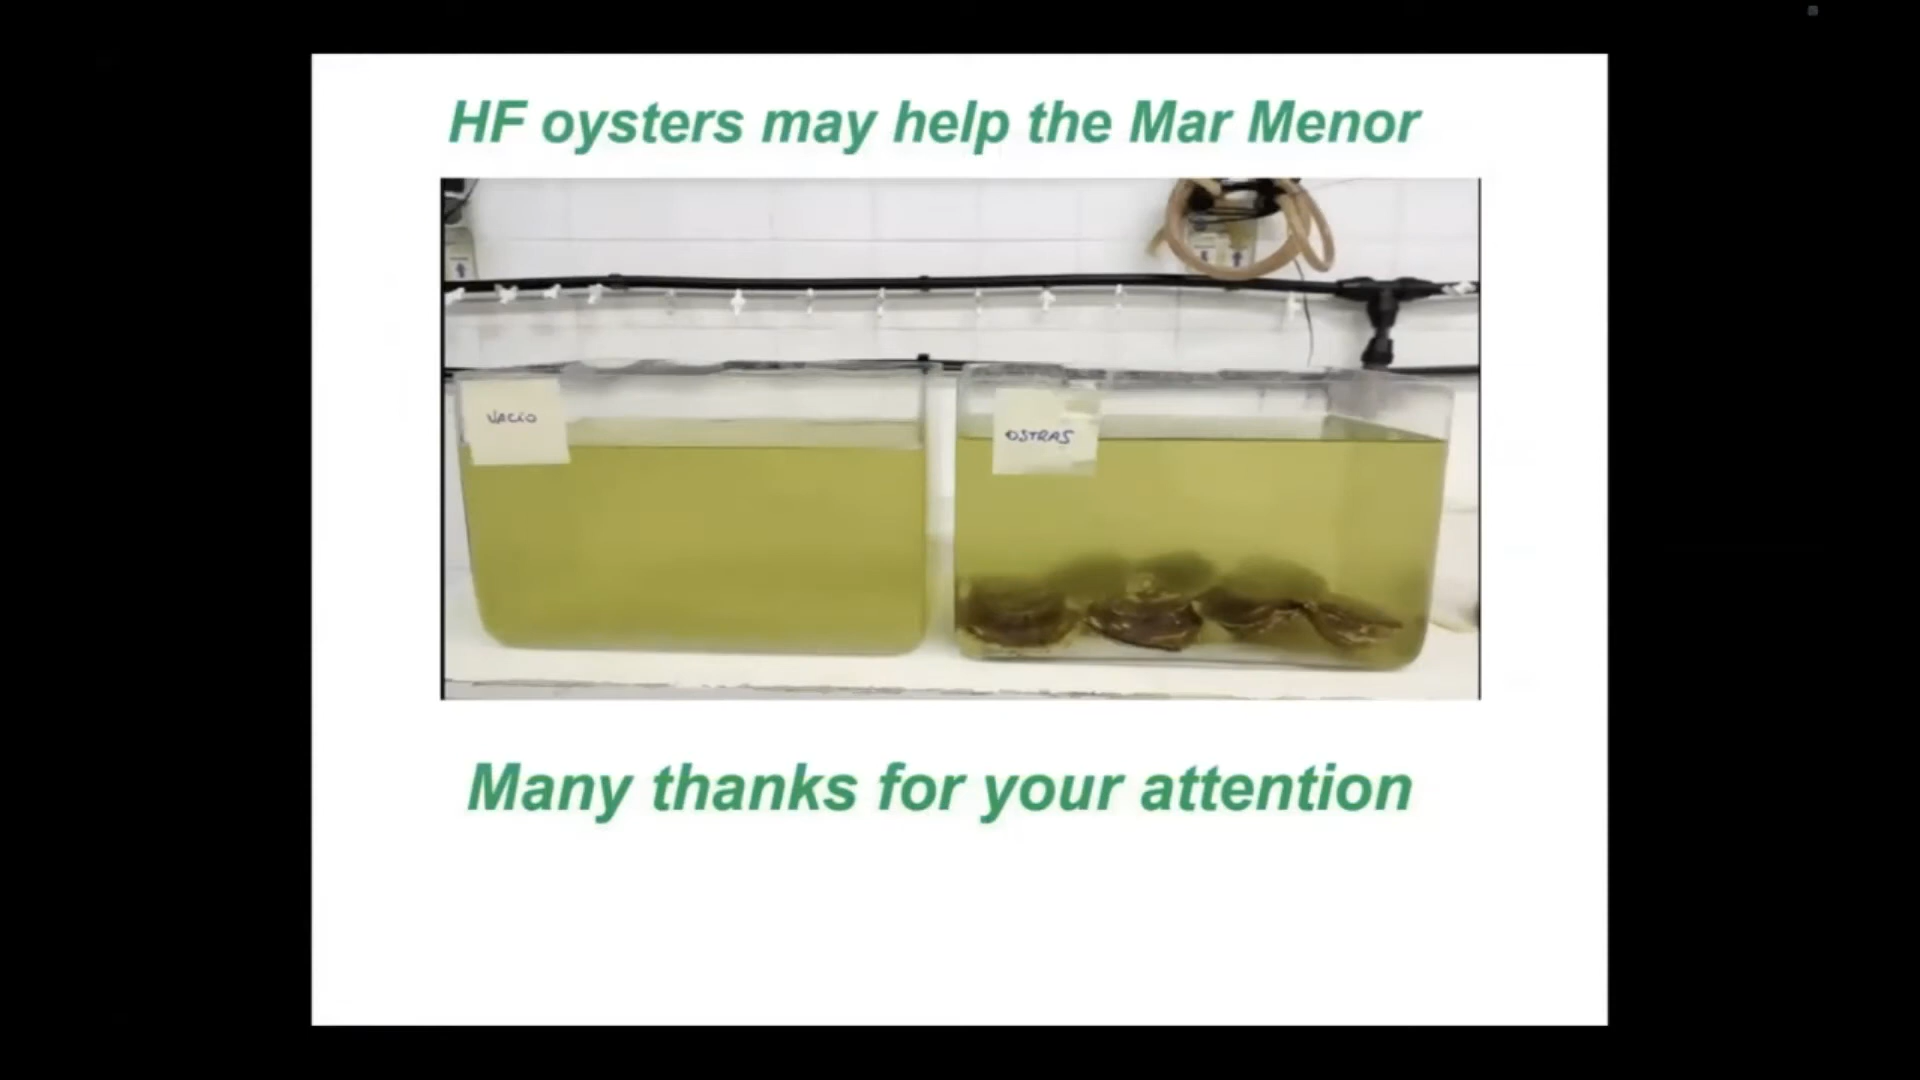 HF oysters may help the Mar Menor
VACIO
OSTRAS
Many thanks for your attention